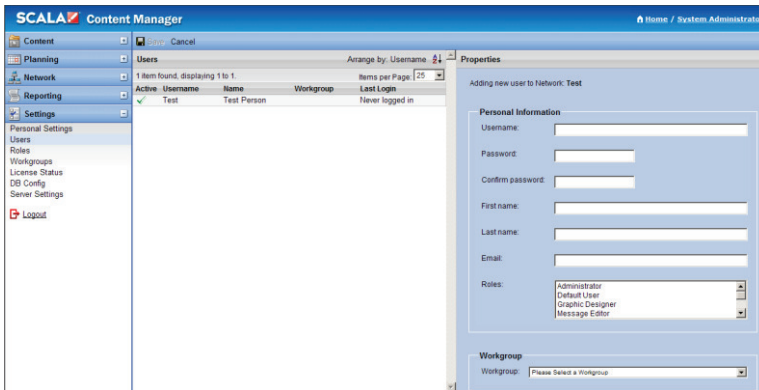 SCALA Content Manager
Home / System Administrato
Content
Planning
Network
Reporting
Settings
Personal Settings
Users
Roles
Workgroups
License Status
DB Config
Server Settings
Logout
Save Cancel
Users Arrange by: Username
1 item found, displaying 1 to 1. Items per Page: 25
Active Username Name Workgroup Last Login
Test Test Person Never logged in
Properties
Adding new user to Network: Test
Personal Information
Username:
Password:
Confirm password:
First name:
Last name:
Email:
Roles:
Administrator
Default User
Graphic Designer
Message Editor
Workgroup
Workgroup: Please Select a Workgroup